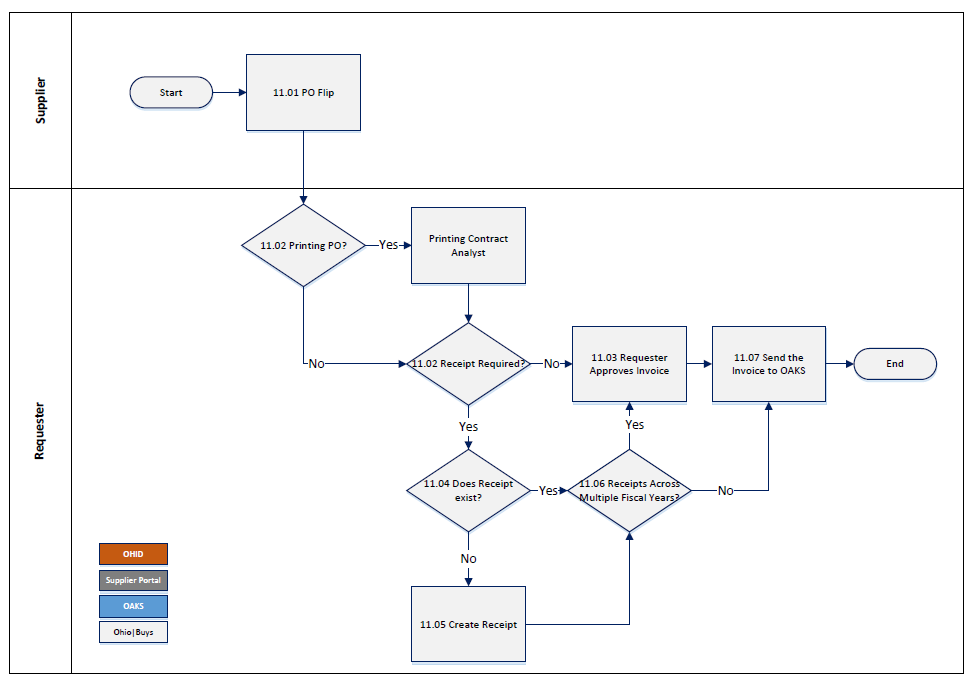 Supplier
Start
11.01 PO Flip
Requester
11.02 Printing PO?
Yes
Printing Contract
Analyst
No
11.02 Receipt Required?
No
11.03 Requester
Approves Invoice
11.07 Send the
Invoice to OAKS
End
Yes
Yes
11.04 Does Receipt
exist?
Yes
11.06 Receipts Across
Multiple Fiscal Years?
No
No
11.05 Create Receipt
OHID
Supplier Portal
OAKS
Ohio|Buys